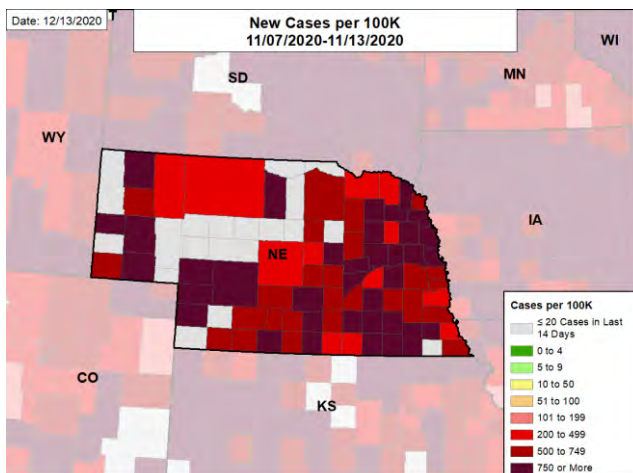 Date: 12/13/2020
New Cases per 100K
11/07/2020-11/13/2020
WI
MN
SD
WY
IA
NE
CO
KS
Cases per 100K
≤ 20 Cases in Last
14 Days
0 to 4
5 to 9
10 to 50
51 to 100
101 to 199
200 to 499
500 to 749
750 or More